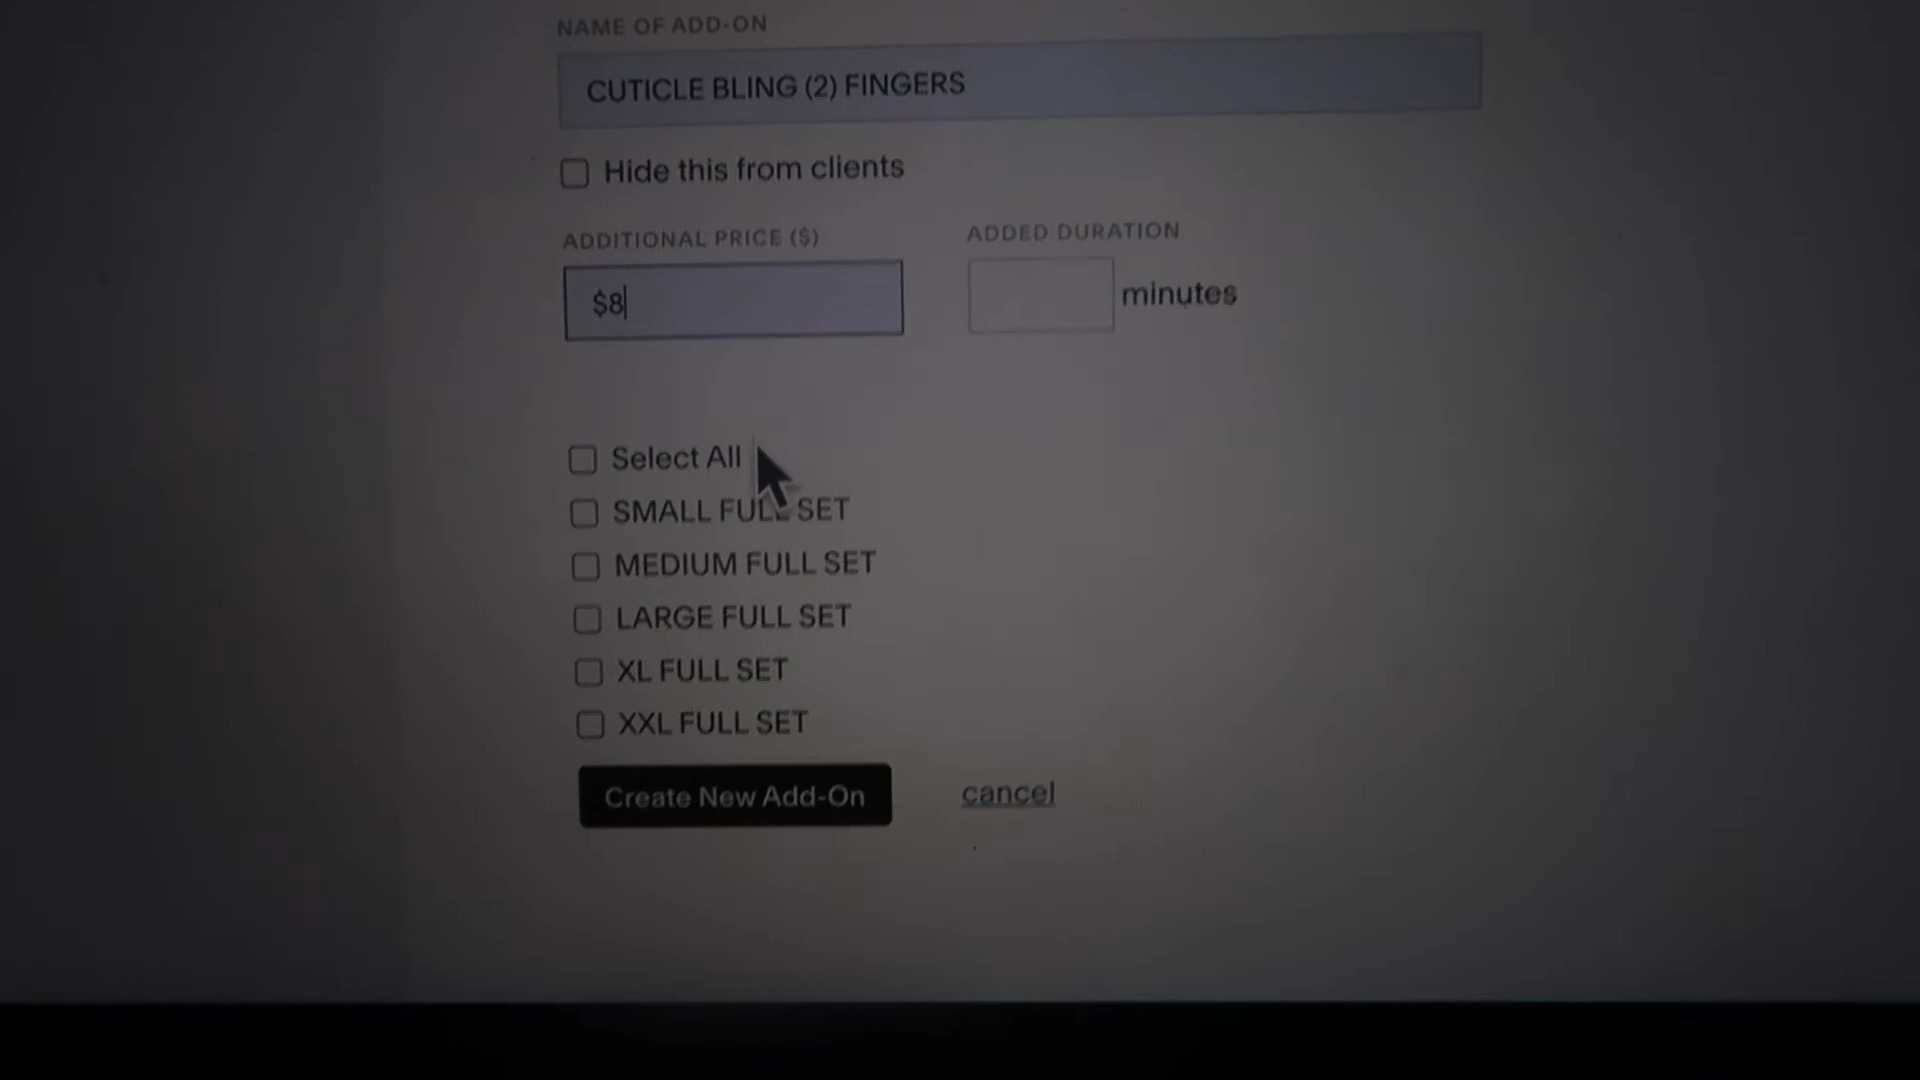 NAME OF ADD-ON
CUTICLE BLING (2) FINGERS
Hide this from clients
ADDITIONAL PRICE ($)
ADDED DURATION
$8
minutes
Select All
SMALL FULL SET
MEDIUM FULL SET
LARGE FULL SET
XL FULL SET
XXL FULL SET
Create New Add-On
cancel